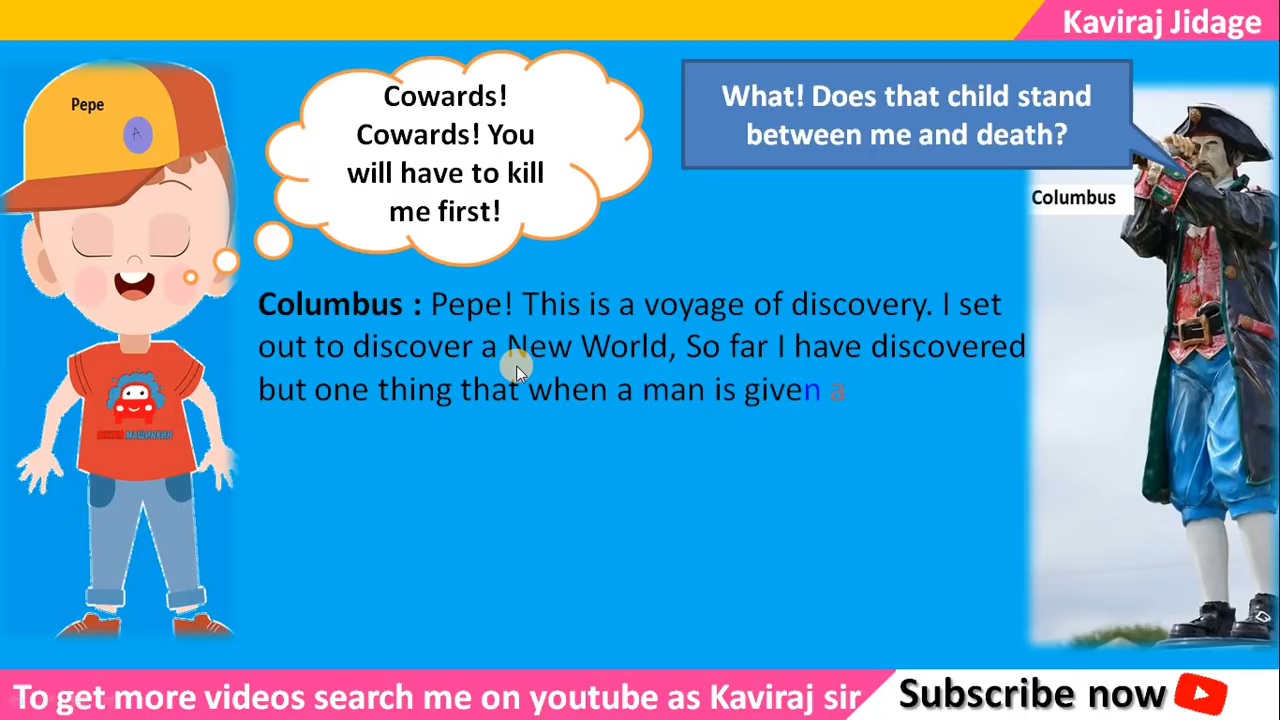 Kaviraj Jidage
Pepe
A
Cowards!
Cowards! You
will have to kill
me first!
What! Does that child stand
between me and death?
Columbus
Columbus : Pepe! This is a voyage of discovery. I set
out to discover a New World, So far I have discovered
but one thing that when a man is given a
МАШИНКИН
To get more videos search me on youtube as Kaviraj sir
Subscribe now